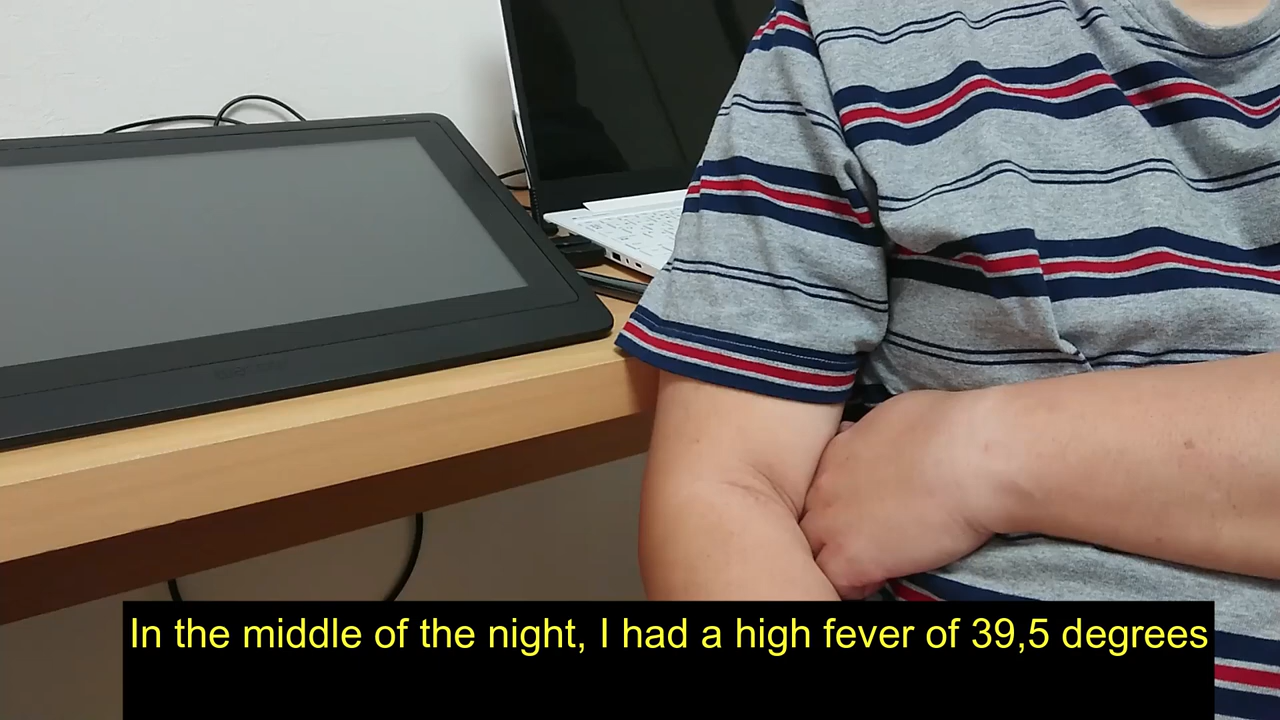 In the middle of the night, I had a high fever of 39,5 degrees